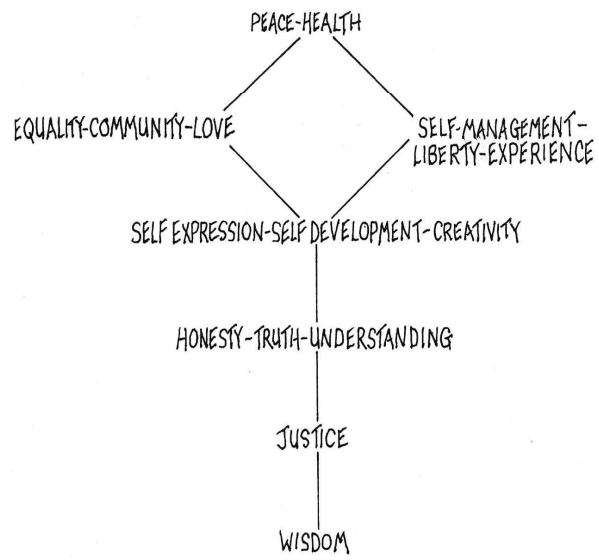 PEACE-HEALTH
EQUALITY-COMMUNITY-LOVE
SELF-MANAGEMENT-
LIBERTY-EXPERIENCE
SELF EXPRESSION-SELF DEVELOPMENT-CREATIVITY
HONESTY-TRUTH-UNDERSTANDING
JUSTICE
WISDOM